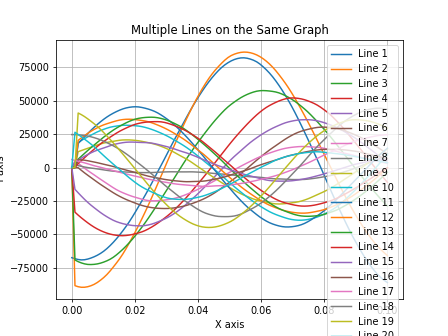 Multiple Lines on the Same Graph
75000
50000
25000
0
−25000
−50000
−75000
0.00
0.02
0.04
0.06
X axis
Line 1
Line 2
Line 3
Line 4
Line 5
Line 6
Line 7
Line 8
Line 9
Line 10
Line 11
Line 12
Line 13
Line 14
Line 15
Line 16
Line 17
Line 18
Line 19
Line 20